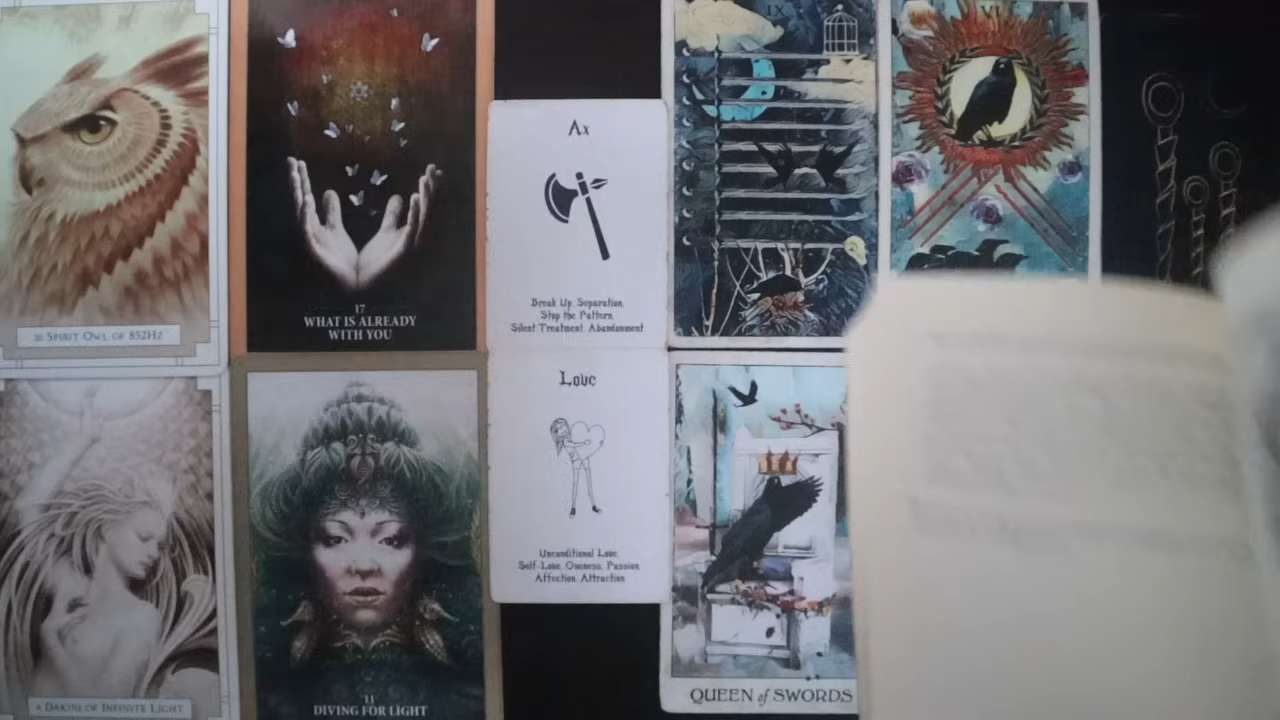 IX
VI
SPIRIT OWL OF 852HZ
17
WHAT IS ALREADY
WITH YOU
Ax
Break Up, Separation,
Stop the Pattern,
Silent Treatment, Abandonment
DAKINI OF INFINITE LIGHT
11
DIVING FOR LIGHT
Love
Unconditional Love,
Self-Love, Oneness, Passion
Affection, Attraction
QUEEN of SWORDS